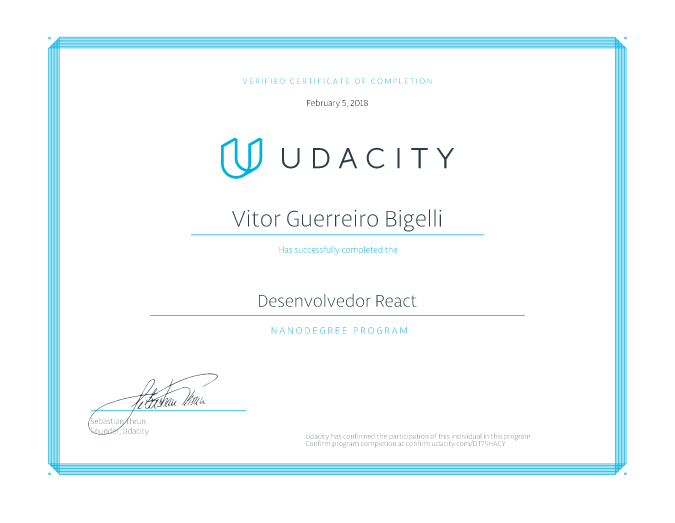 VERIFIED CERTIFICATE OF COMPLETION
February 5, 2018
UDACITY
Vitor Guerreiro Bigelli
Has successfully completed the
Desenvolvedor React
NANODEGREE PROGRAM
Sebastian Thrun
Founder, Udacity
Udacity has confirmed the participation of this individual in this program.
Confirm program completion at confirm.udacity.com/DT75HACY